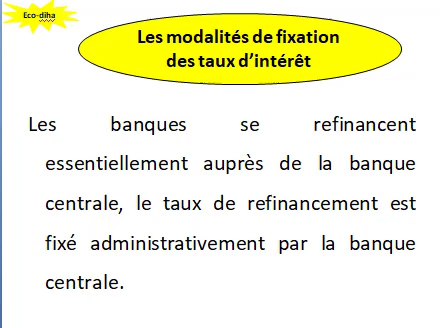 Eco-diha
Les modalités de fixation
des taux d'intérêt
Les banques se refinancent
essentiellement auprès de la banque
centrale, le taux de refinancement est
fixé administrativement par la banque
centrale.